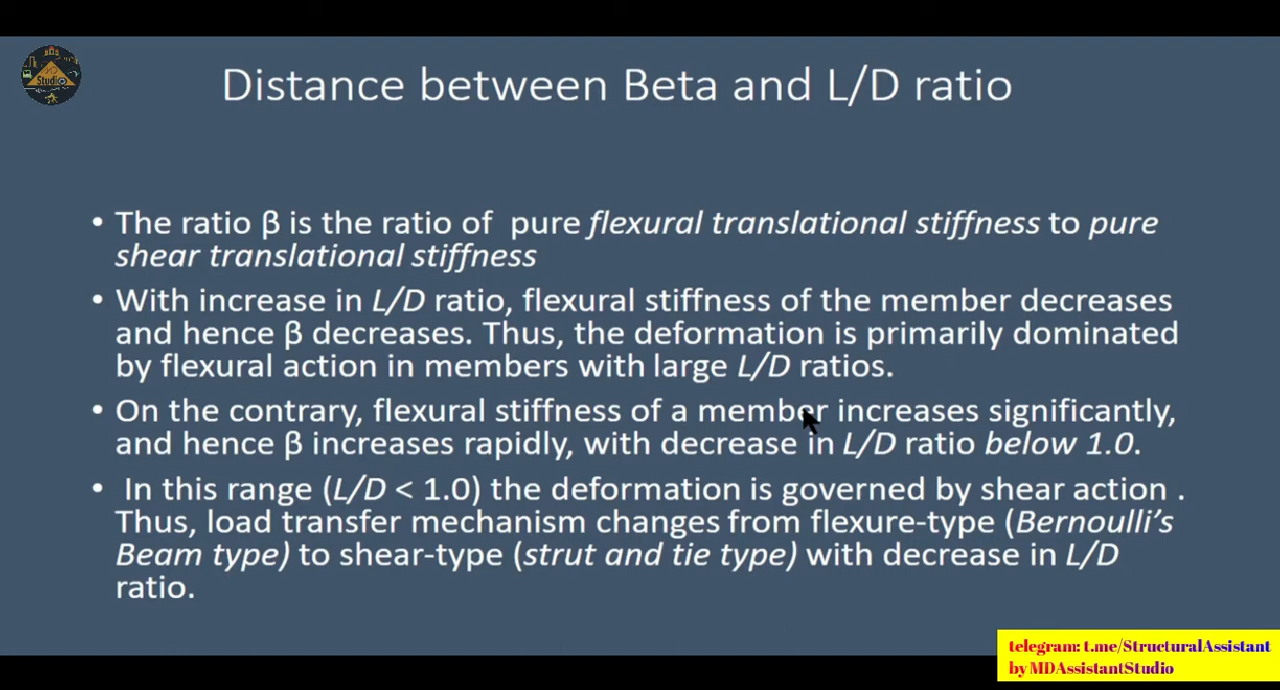 Studio
Distance between Beta and L/D ratio
• The ratio β is the ratio of pure flexural translational stiffness to pure
shear translational stiffness
• With increase in L/D ratio, flexural stiffness of the member decreases
and hence β decreases. Thus, the deformation is primarily dominated
by flexural action in members with large L/D ratios.
• On the contrary, flexural stiffness of a member increases significantly,
and hence β increases rapidly, with decrease in L/D ratio below 1.0.
• In this range (L/D < 1.0) the deformation is governed by shear action .
Thus, load transfer mechanism changes from flexure-type (Bernoulli's
Beam type) to shear-type (strut and tie type) with decrease in L/D
ratio.
telegram: t.me/StructuralAssistant
by MDAssistantStudio